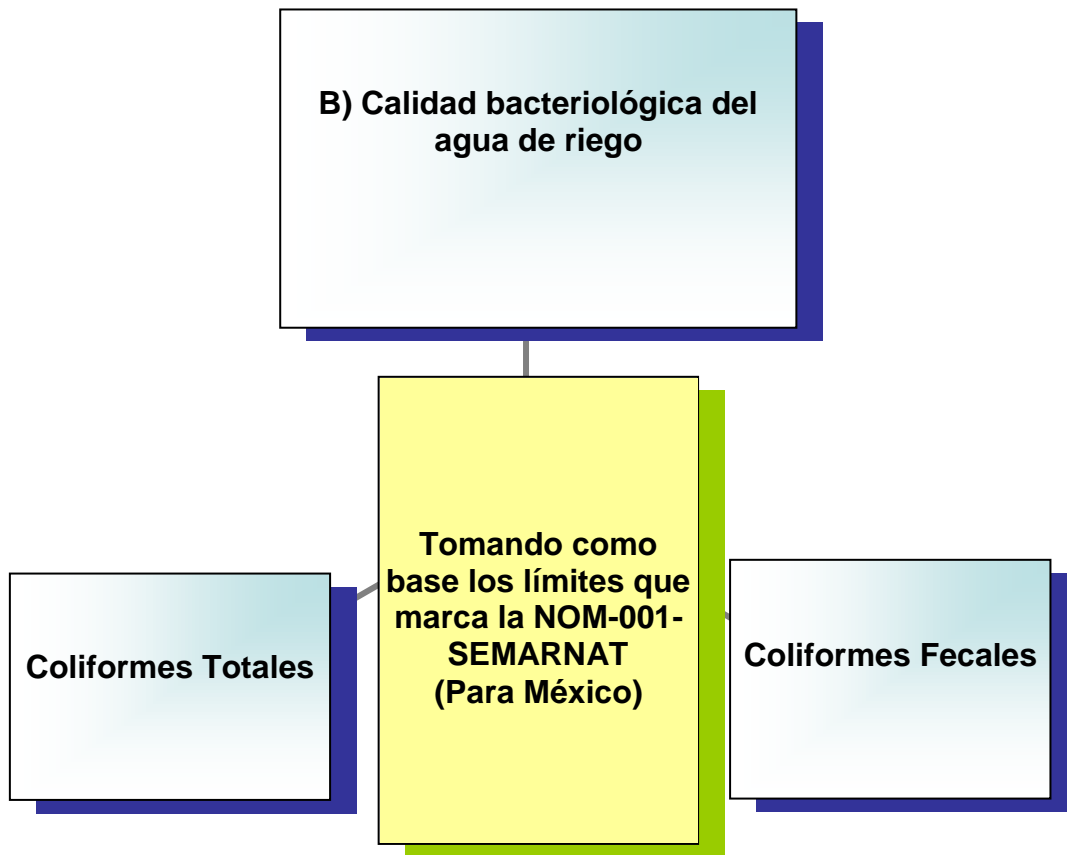 B) Calidad bacteriológica del
agua de riego
Tomando como
base los límites que
marca la NOM-001-
SEMARNAT
(Para México)
Coliformes Totales
Coliformes Fecales